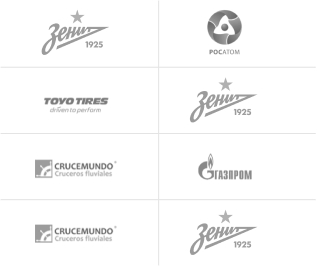 Зенит
1925
РОСАТОМ
TOYO TIRES
driven to perform
Зенит
1925
CRUCEMUNDO®
Cruceros fluviales
ГАЗПРОМ
CRUCEMUNDO®
Cruceros fluviales
Зенит
1925